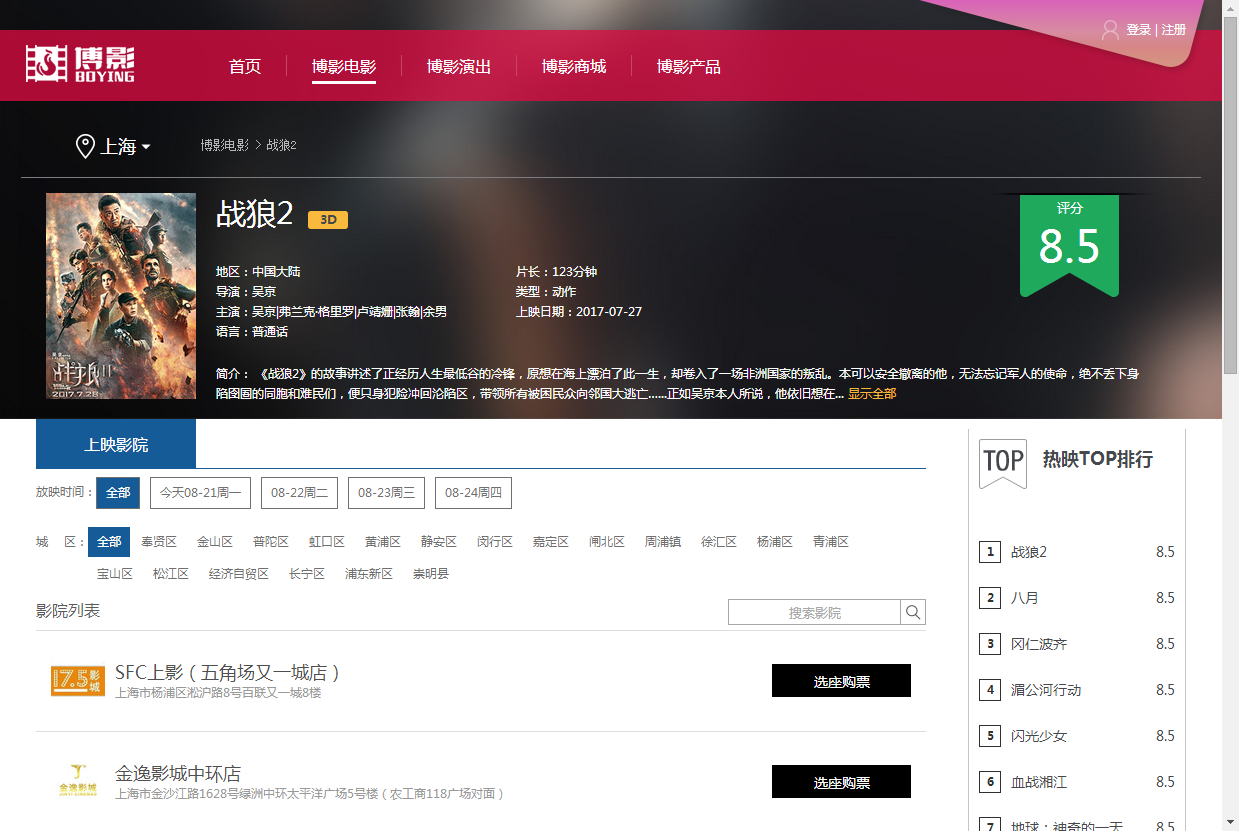 登录 | 注册
博影
BOYING
首页
博影电影
博影演出
博影商城
博影产品
上海
博影电影 > 战狼2
战狼2
3D
评分
8.5
地区：中国大陆
片长：123分钟
导演：吴京
类型：动作
主演：吴京|弗兰克·格里罗|卢靖姗|张翰|余男
上映日期：2017-07-27
语言：普通话
战狼II
2017.7.28
简介： 《战狼2》的故事讲述了正经历人生最低谷的冷锋，原想在海上漂泊了此一生，却卷入了一场非洲国家的叛乱。本可以安全撤离的他，无法忘记军人的使命，绝不丢下身
陷囹圄的同胞和难民们，便只身犯险冲回沦陷区，带领所有被困民众向邻国大逃亡......正如吴京本人所说，他依旧想在... 显示全部
上映影院
放映时间：
全部
今天08-21周一
08-22周二
08-23周三
08-24周四
城 区：
全部
奉贤区
金山区
普陀区
虹口区
黄浦区
静安区
闵行区
嘉定区
闸北区
周浦镇
徐汇区
杨浦区
青浦区
宝山区
松江区
经济自贸区
长宁区
浦东新区
崇明县
影院列表
搜索影院
17.5影城
SFC上影（五角场又一城店）
上海市杨浦区淞沪路8号百联又一城8楼
选座购票
金逸影城
金逸影城中环店
上海市金沙江路1628号绿洲中环太平洋广场5号楼（农工商118广场对面）
选座购票
TOP
热映TOP排行
1 战狼2 8.5
2 八月 8.5
3 冈仁波齐 8.5
4 湄公河行动 8.5
5 闪光少女 8.5
6 血战湘江 8.5
7 地球：神奇的一天 8.5